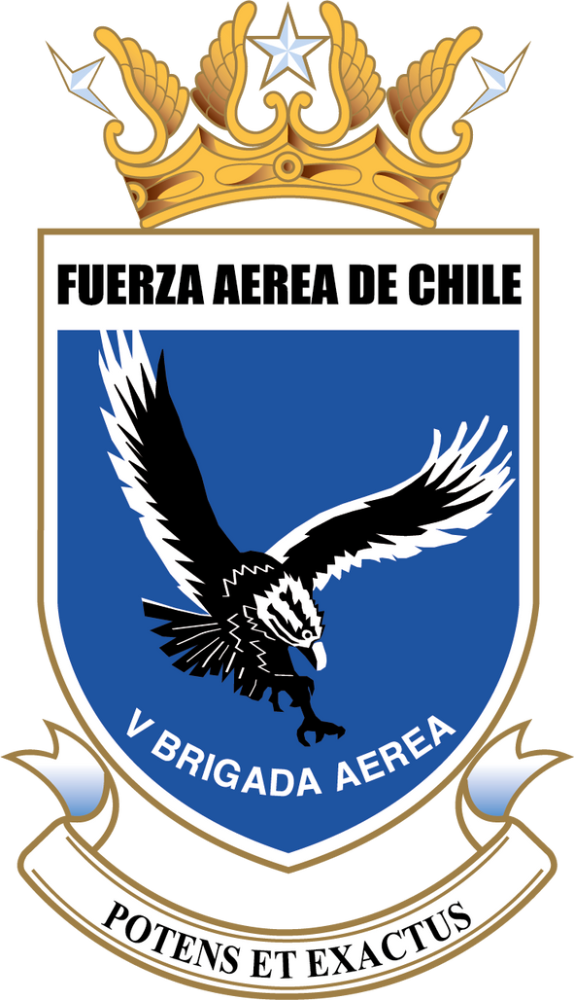 FUERZA AEREA DE CHILE
V BRIGADA AEREA
POTENS ET EXACTUS